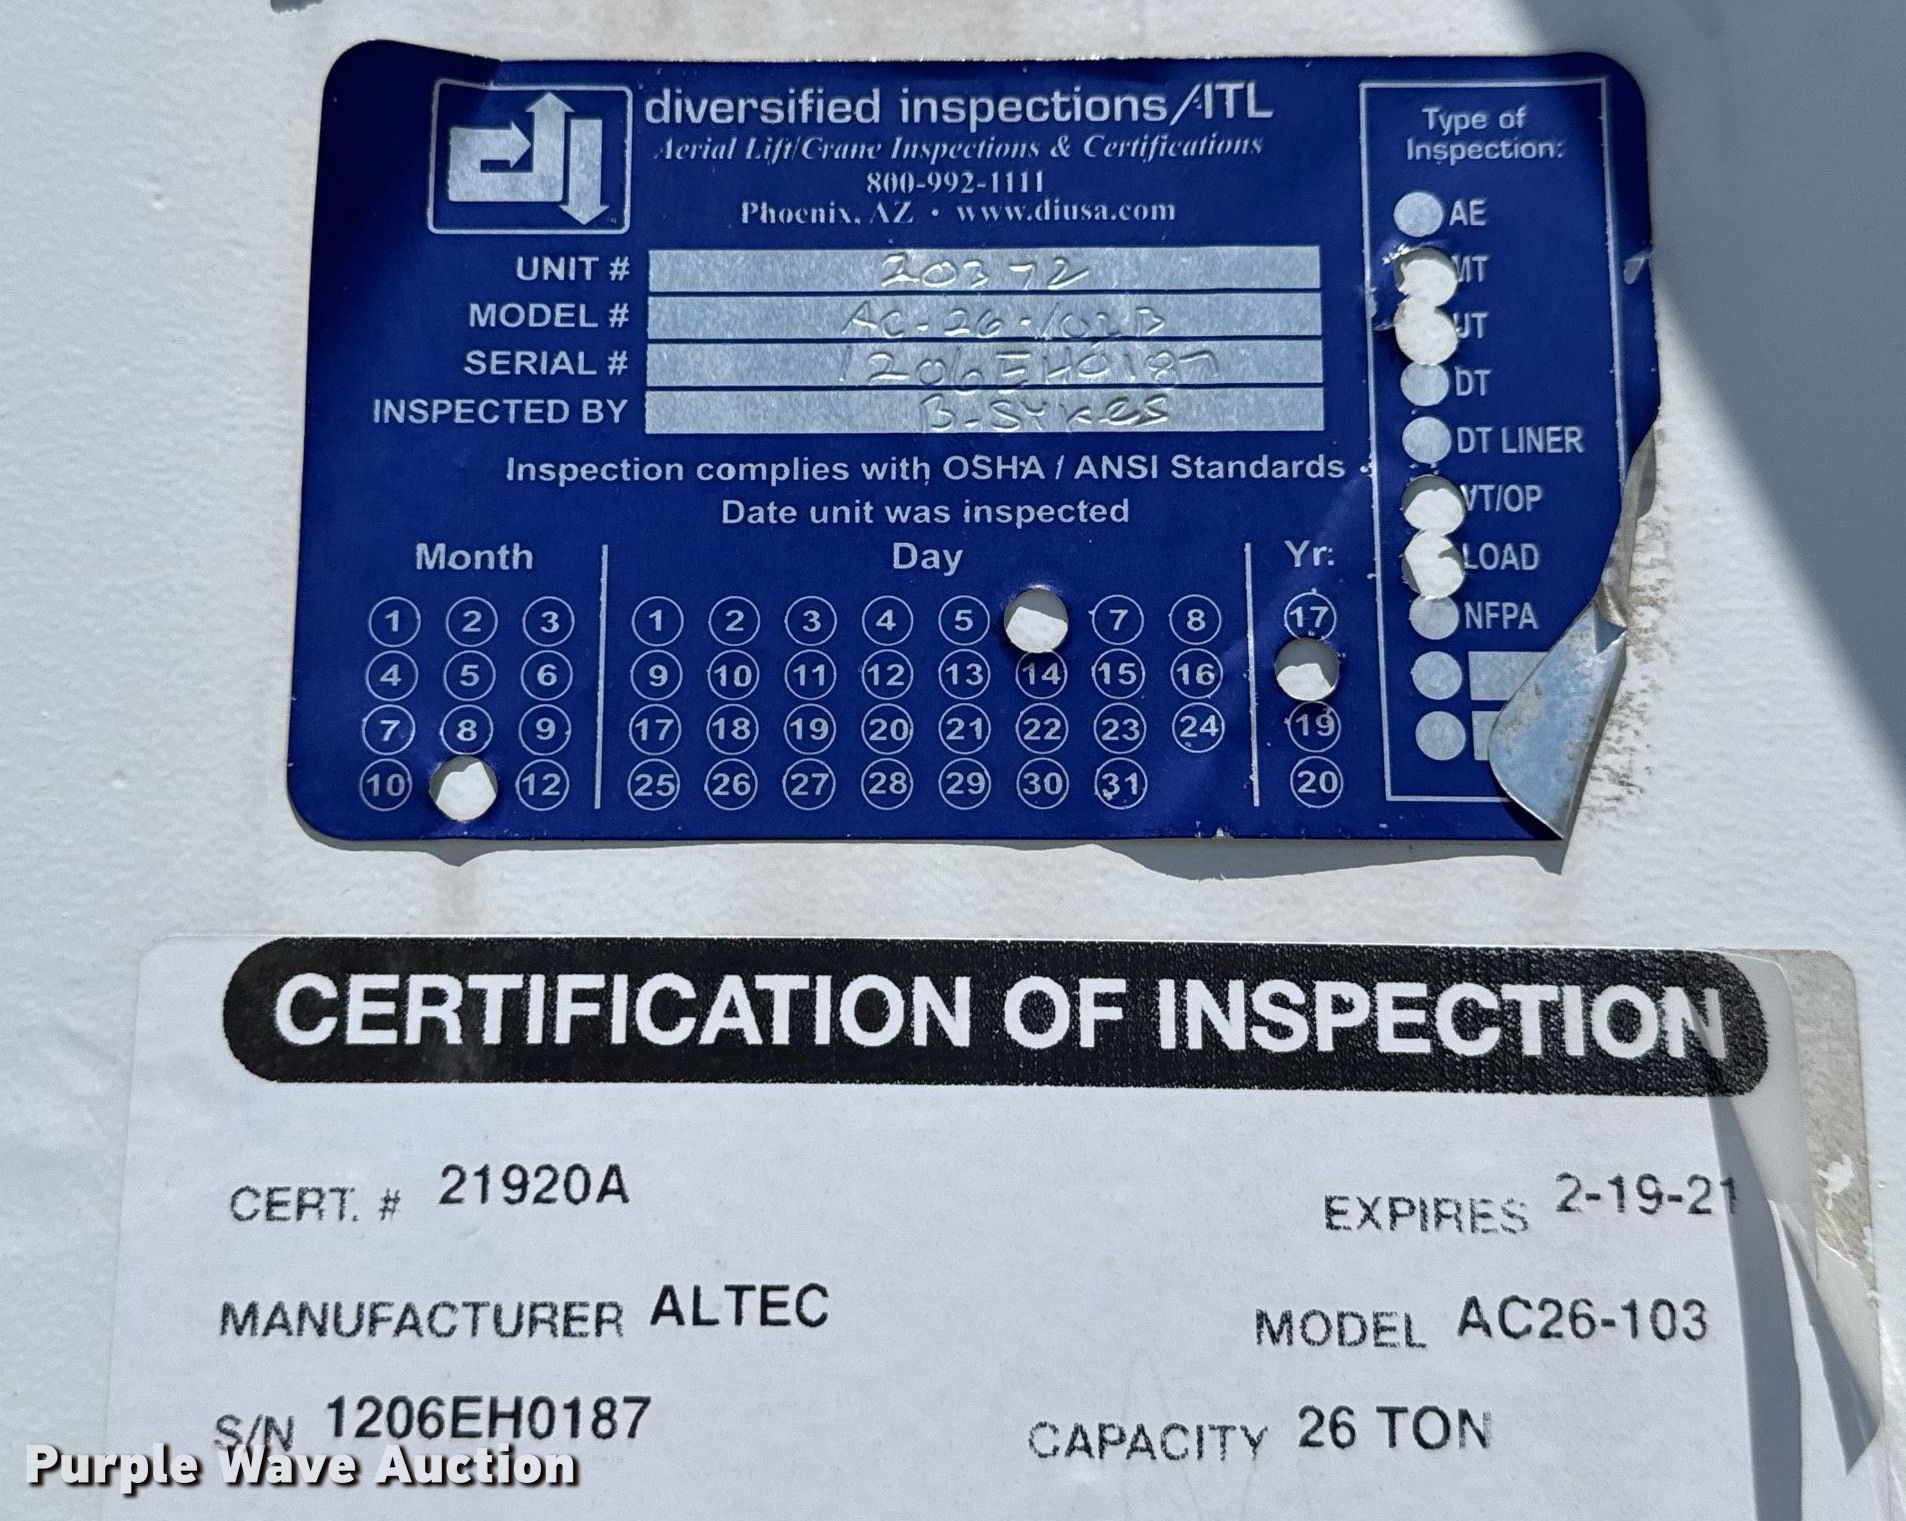 diversified inspections/ITL
Aerial Lift/Crane Inspections & Certifications
800-992-1111
Phoenix, AZ • www.diusa.com
UNIT # 20372
MODEL # AC-26-103B
SERIAL # 1206EH0187
INSPECTED BY B. Sykes
Inspection complies with OSHA / ANSI Standards
Date unit was inspected
Month
1 2 3
4 5 6
7 8 9
10 12
Day
1 2 3 4 5 7 8
9 10 11 12 13 14 15 16
17 18 19 20 21 22 23 24
25 26 27 28 29 30 31
Yr:
17
19
20
Type of
Inspection:
AE
MT
UT
DT
DT LINER
VT/OP
LOAD
NFPA
CERTIFICATION OF INSPECTION
CERT. # 21920A
EXPIRES 2-19-21
MANUFACTURER ALTEC
MODEL AC26-103
S/N 1206EH0187
CAPACITY 26 TON
Purple Wave Auction